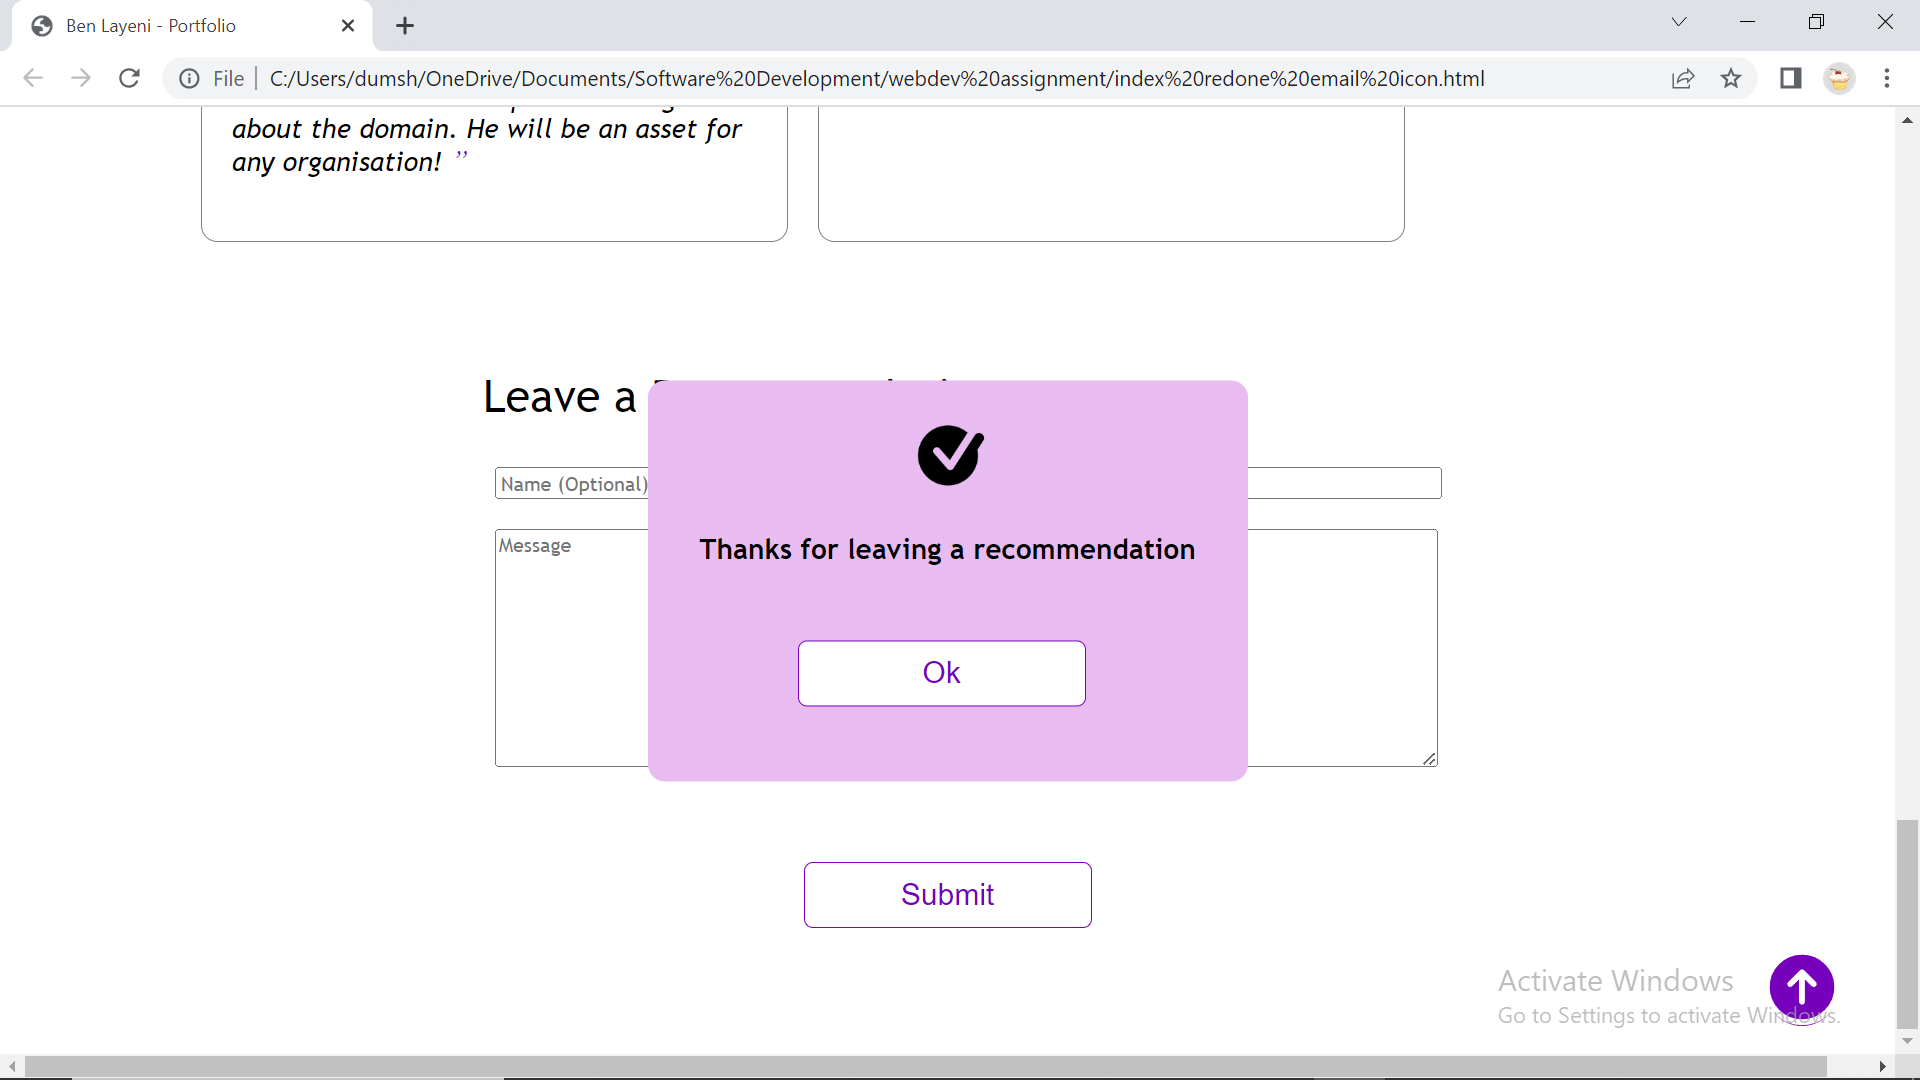 Ben Layeni - Portfolio
File
C:/Users/dumsh/OneDrive/Documents/Software%20Development/webdev%20assignment/index%20redone%20email%20icon.html
about the domain. He will be an asset for
any organisation! ”
Leave a
Name (Optional)
Message
Thanks for leaving a recommendation
Ok
Submit
Activate Windows
Go to Settings to activate Windows.